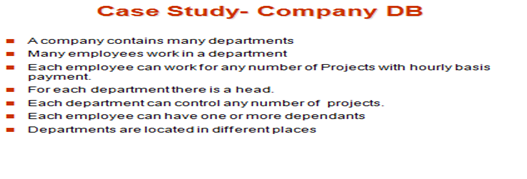 Case Study- Company DB
A company contains many departments
Many employees work in a department
Each employee can work for any number of Projects with hourly basis
payment.
For each department there is a head.
Each department can control any number of projects.
Each employee can have one or more dependants
Departments are located in different places